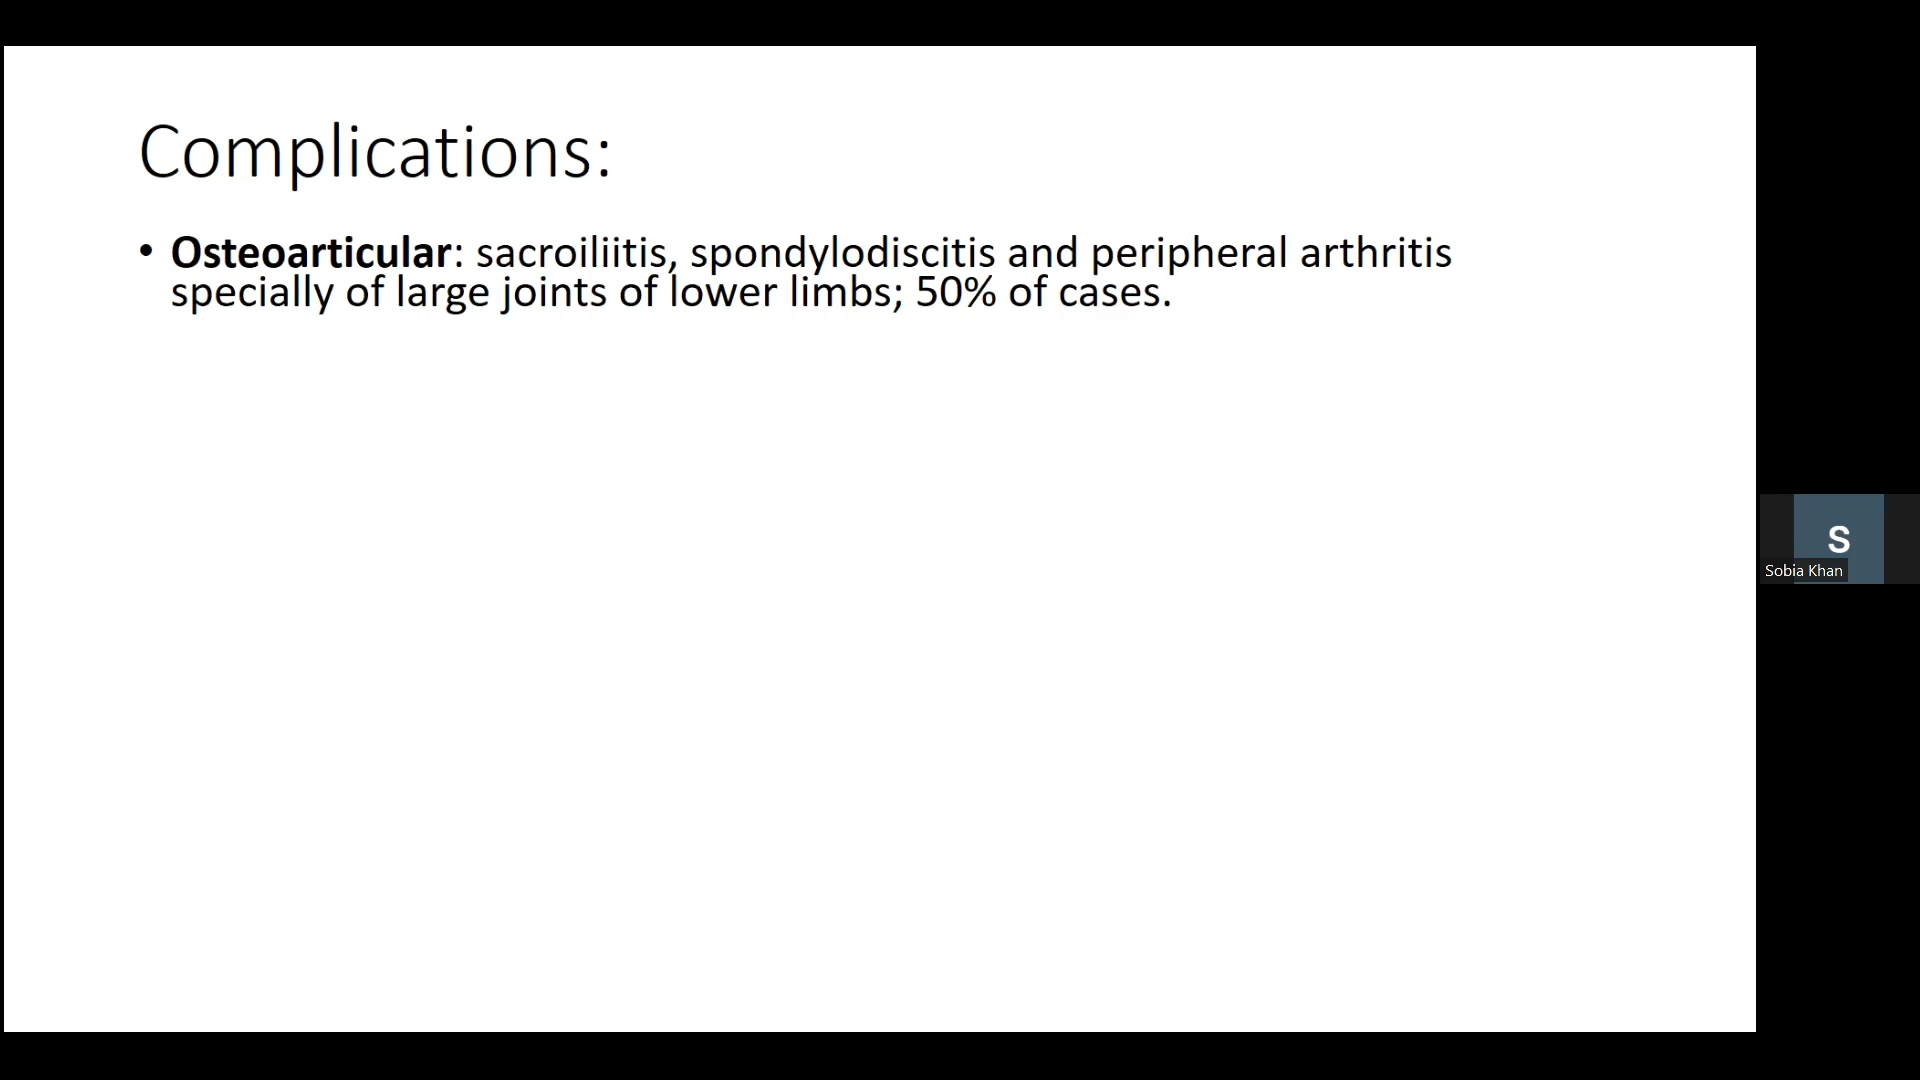 Complications:
• Osteoarticular: sacroiliitis, spondylodiscitis and peripheral arthritis
specially of large joints of lower limbs; 50% of cases.
S
Sobia Khan